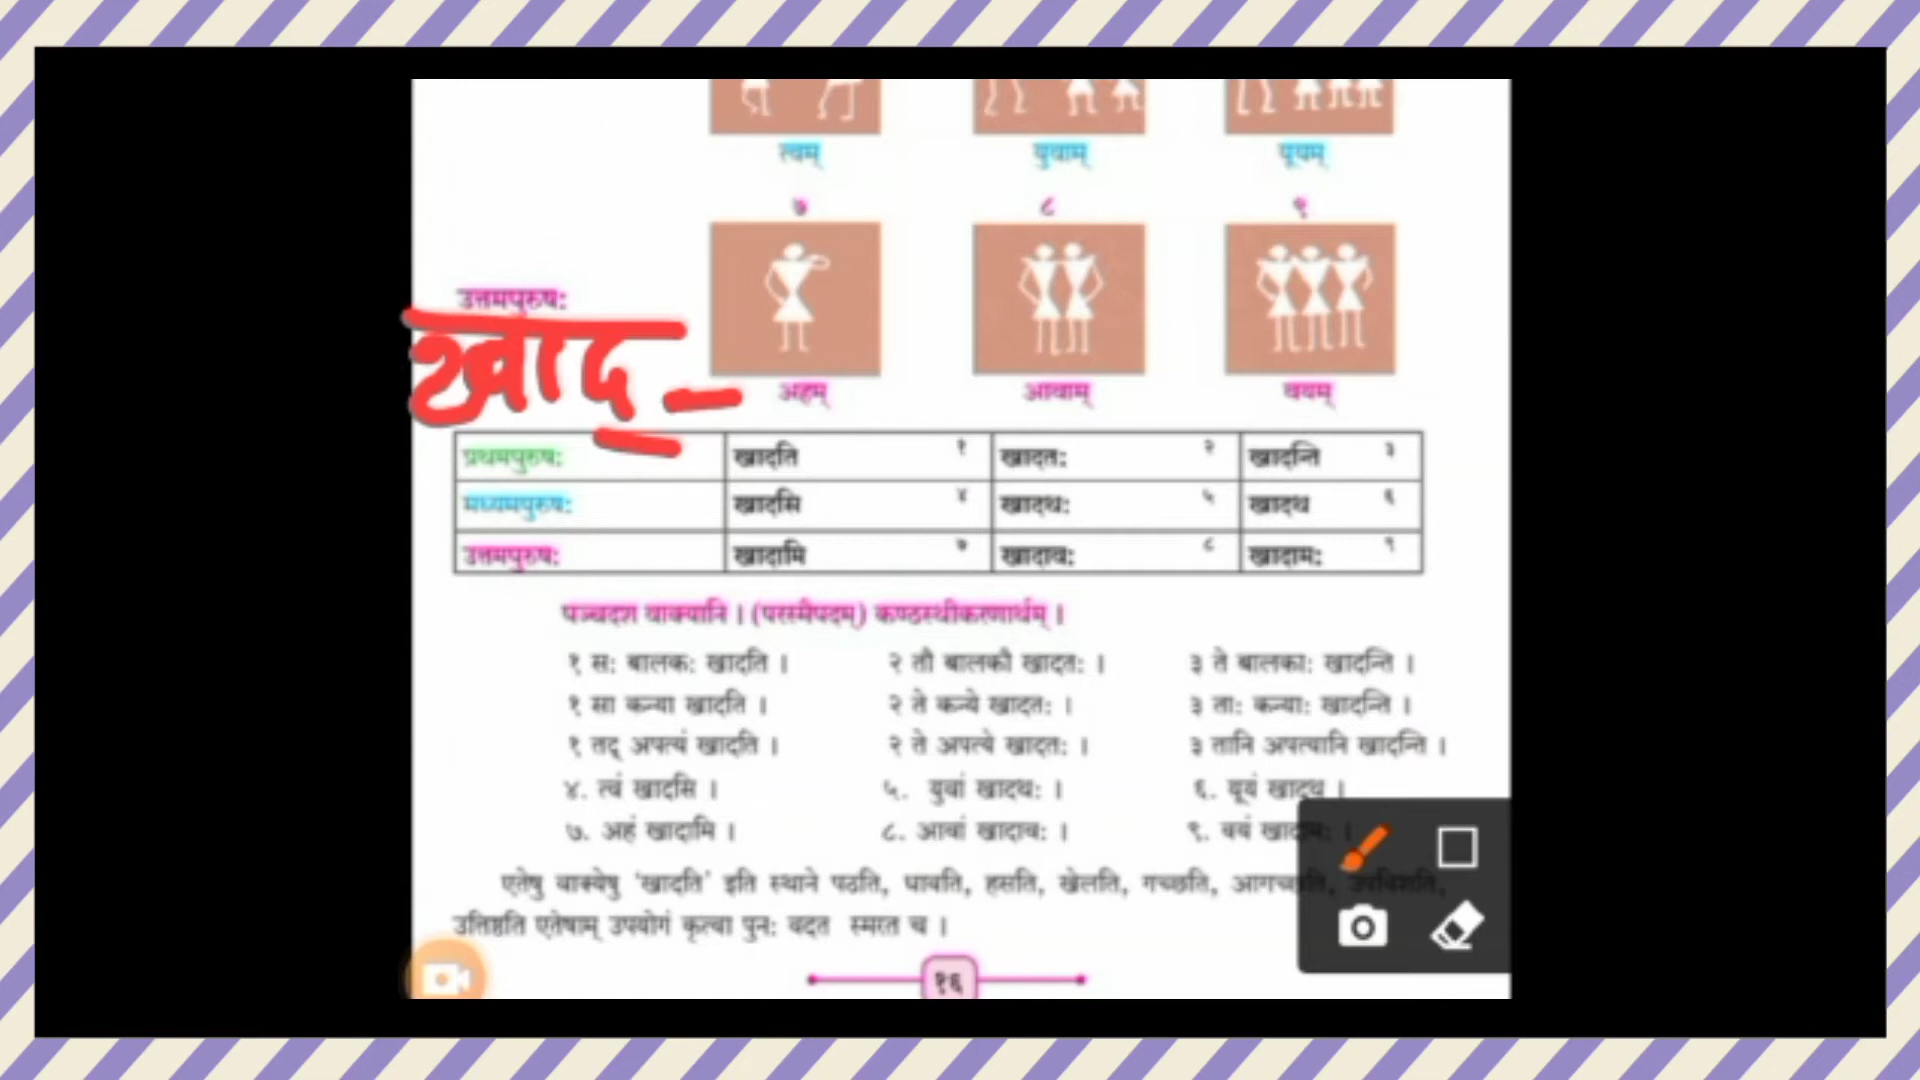 त्वम् युवाम् यूयम्
७ ८ ९
उत्तमपुरुष:
खाद् -
अहम् आवाम् वयम्
प्रथमपुरुष: खादति १ खादत: २ खादन्ति ३
मध्यमपुरुष: खादसि ४ खादथ: ५ खादथ ६
उत्तमपुरुष: खादामि ७ खादाव: ८ खादाम: ९
पञ्चदश वाक्यानि । (परस्मैपदम्) कण्ठस्थीकरणार्थम् ।
१ स: बालक: खादति । २ तौ बालकौ खादत: । ३ ते बालका: खादन्ति ।
१ सा कन्या खादति । २ ते कन्ये खादत: । ३ ता: कन्या: खादन्ति ।
१ तद् अपत्यं खादति । २ ते अपत्ये खादत: । ३ तानि अपत्यानि खादन्ति ।
४. त्वं खादसि । ५. युवां खादथ: । ६. यूयं खादथ ।
७. अहं खादामि । ८. आवां खादाव: । ९. वयं खादाम: ।
एतेषु वाक्येषु ‘खादति’ इति स्थाने पठति, धावति, हसति, खेलति, गच्छति, आगच्छति, उपविशति,
उत्तिष्ठति एतेषाम् उपयोगं कृत्वा पुन: वदत स्मरत च ।
१६